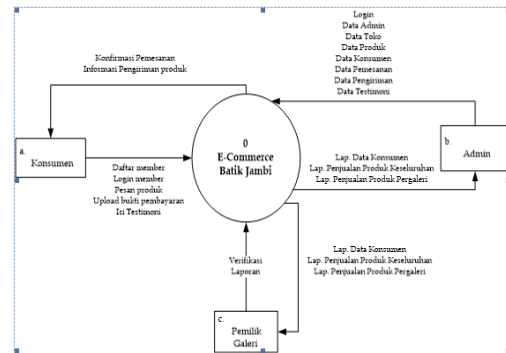 Login
Data Admin
Data Toko
Data Produk
Data Konsumen
Data Pemesanan
Data Pengiriman
Data Testimoni
Konfirmasi Pemesanan
Informasi Pengiriman produk
0
E-Commerce
Batik Jambi
a.
Konsumen
b.
Admin
Daftar member
Login member
Pesan produk
Upload bukti pembayaran
Isi Testimoni
Lap. Data Konsumen
Lap. Penjualan Produk Keseluruhan
Lap. Penjualan Produk Pergaleri
Verifikasi
Laporan
Lap. Data Konsumen
Lap. Penjualan Produk Keseluruhan
Lap. Penjualan Produk Pergaleri
c.
Pemilik
Galeri